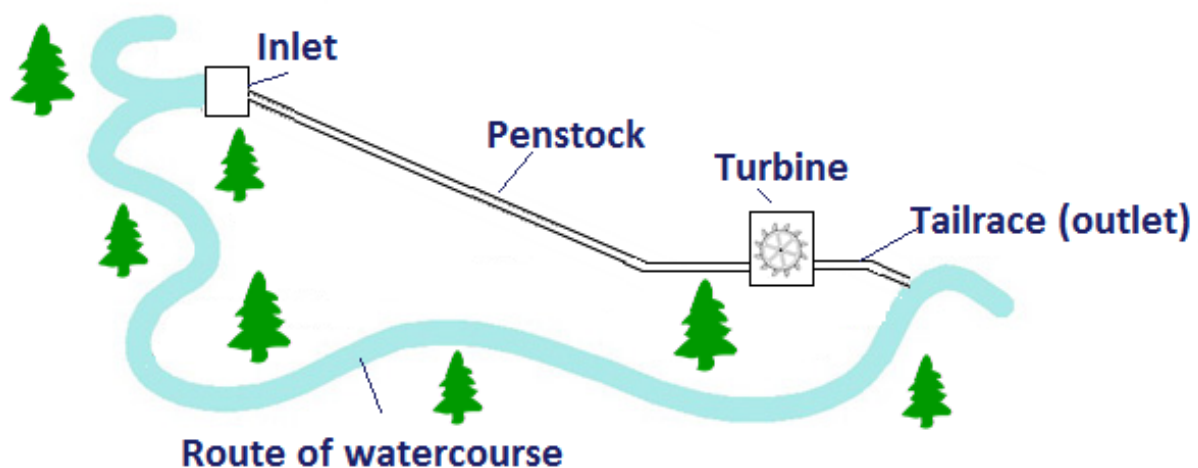 Inlet
Penstock
Turbine
Tailrace (outlet)
Route of watercourse